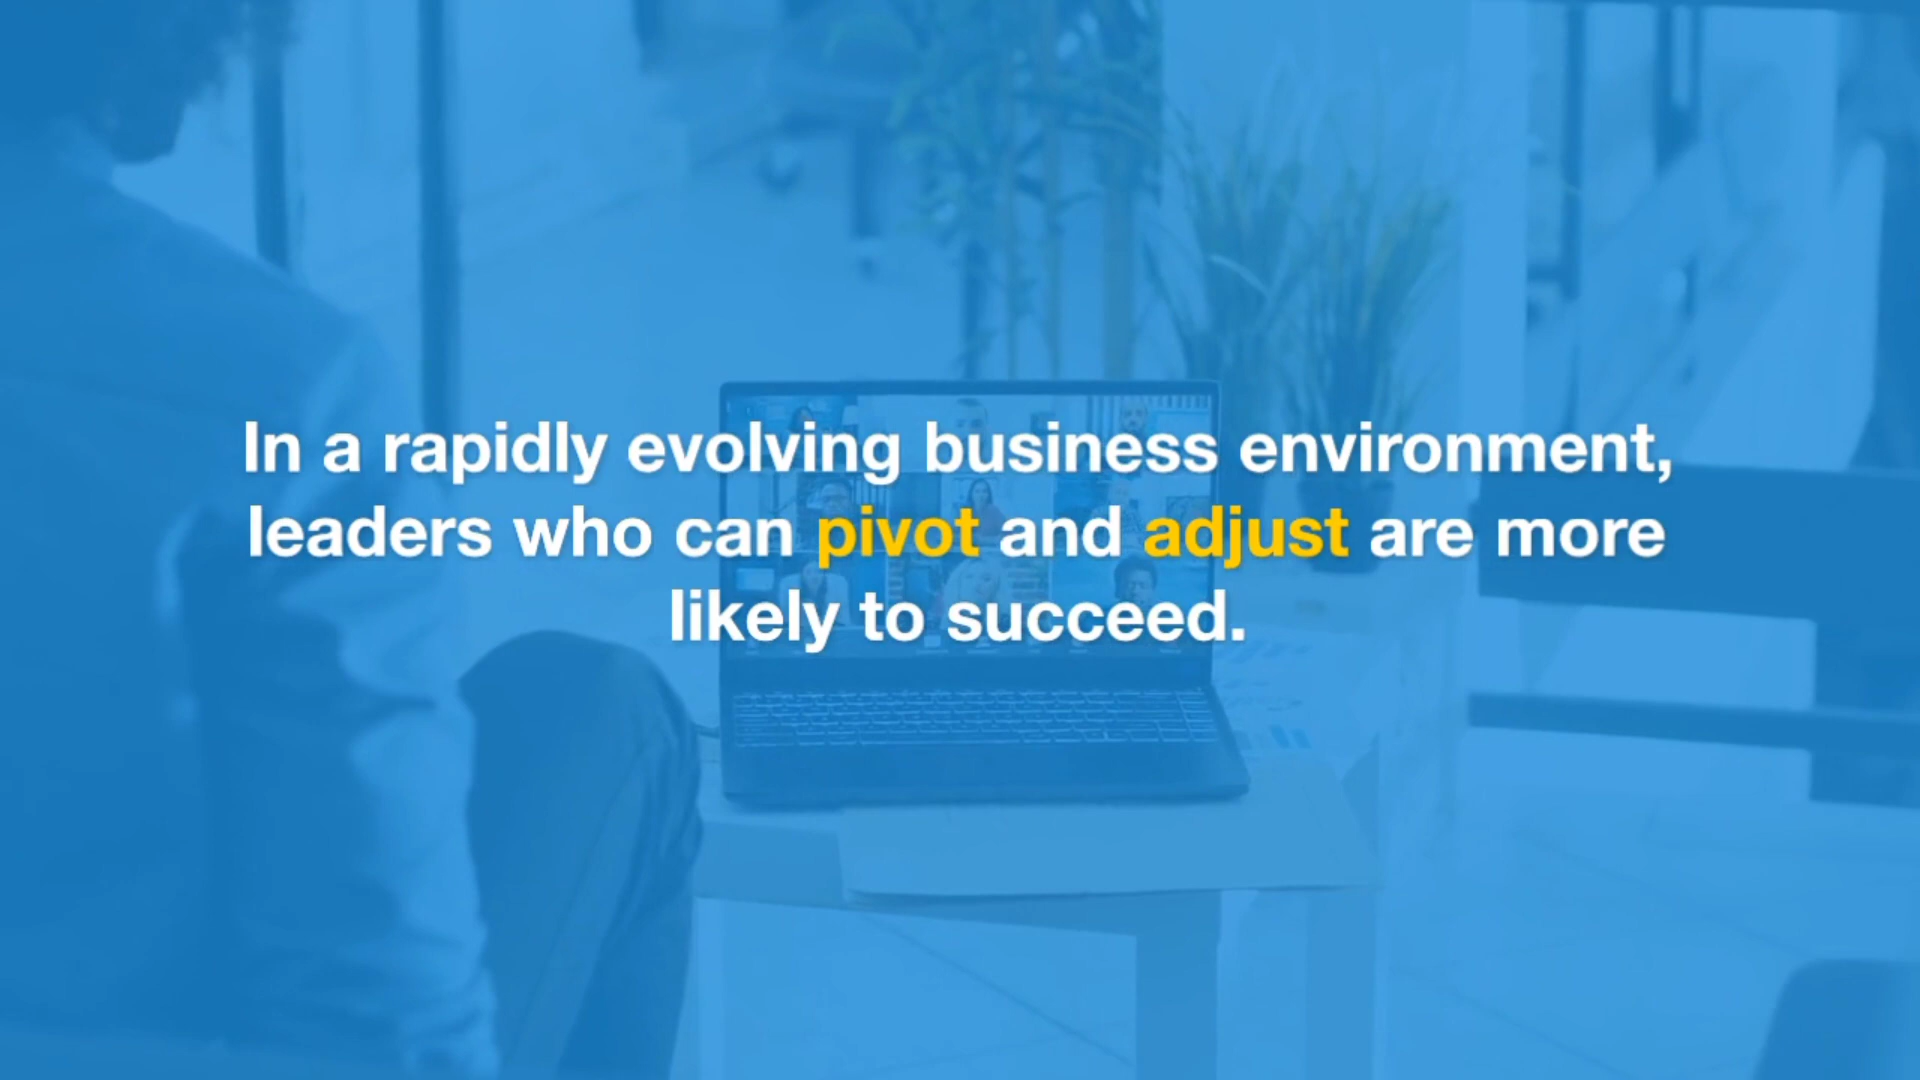 In a rapidly evolving business environment,
leaders who can pivot and adjust are more
likely to succeed.